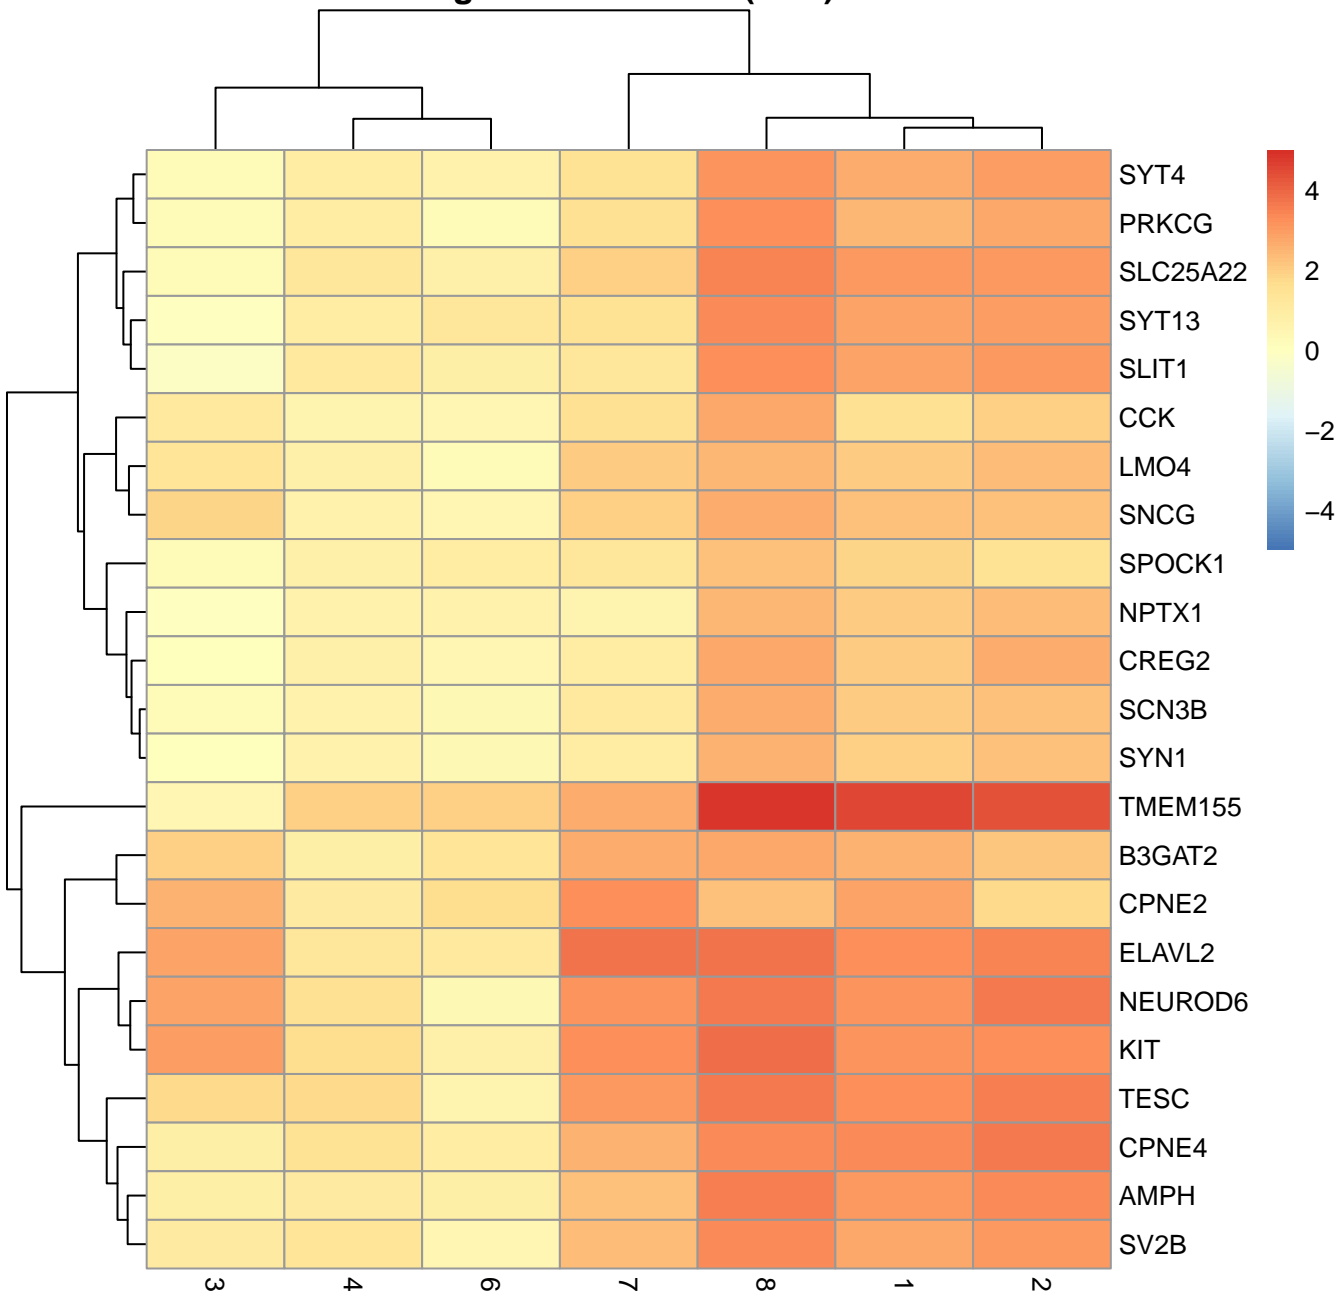 SYT4
PRKCG
SLC25A22
SYT13
SLIT1
CCK
LMO4
SNCG
SPOCK1
NPTX1
CREG2
SCN3B
SYN1
TMEM155
B3GAT2
CPNE2
ELAVL2
NEUROD6
KIT
TESC
CPNE4
AMPH
SV2B
3 4 6 7 8 1 2
4
2
0
−2
−4